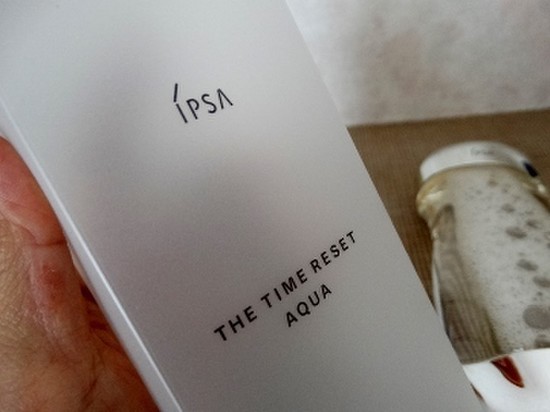 ÍPSA
THE TIME RESET
AQUA